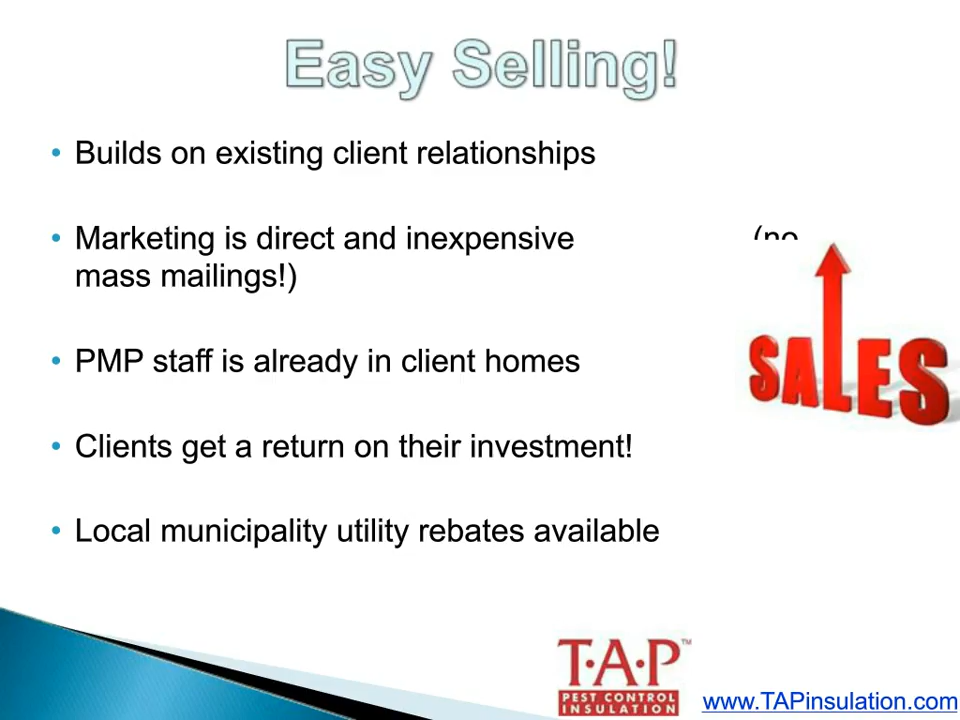 Easy Selling!
• Builds on existing client relationships
• Marketing is direct and inexpensive (no
mass mailings!)
• PMP staff is already in client homes
SALES
• Clients get a return on their investment!
• Local municipality utility rebates available
T·A·P™
PEST CONTROL
INSULATION
www.TAPinsulation.com